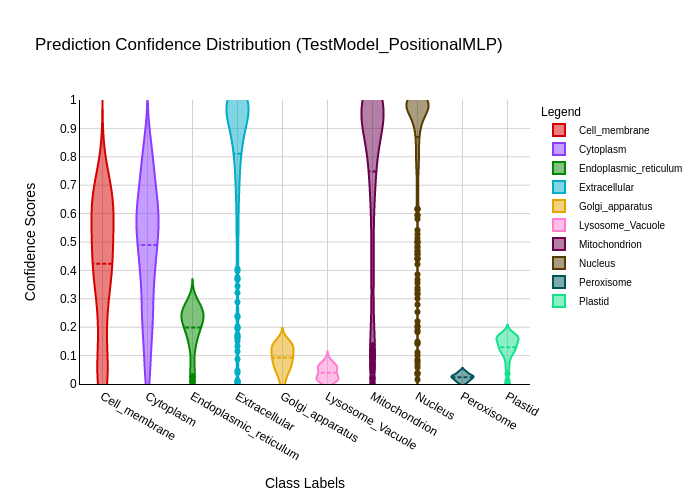 Prediction Confidence Distribution (TestModel_PositionalMLP)
Legend
Cell_membrane
Cytoplasm
Endoplasmic_reticulum
Extracellular
Golgi_apparatus
Lysosome_Vacuole
Mitochondrion
Nucleus
Peroxisome
Plastid
Confidence Scores
1
0.9
0.8
0.7
0.6
0.5
0.4
0.3
0.2
0.1
0
Cell_membrane
Cytoplasm
Endoplasmic_reticulum
Extracellular
Golgi_apparatus
Lysosome_Vacuole
Mitochondrion
Nucleus
Peroxisome
Plastid
Class Labels